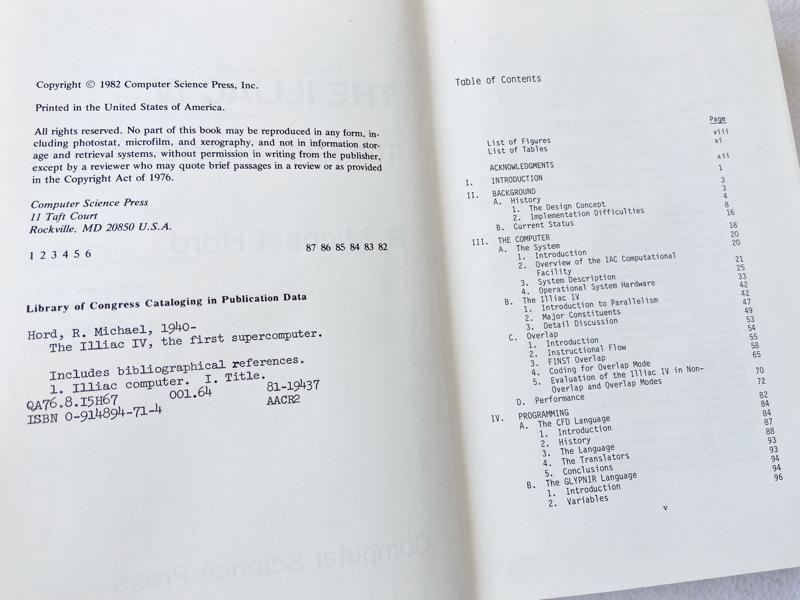 Copyright © 1982 Computer Science Press, Inc.
Printed in the United States of America.
All rights reserved. No part of this book may be reproduced in any form, in-
cluding photostat, microfilm, and xerography, and not in information stor-
age and retrieval systems, without permission in writing from the publisher,
except by a reviewer who may quote brief passages in a review or as provided
in the Copyright Act of 1976.
Computer Science Press
11 Taft Court
Rockville, MD 20850 U.S.A.
1 2 3 4 5 6 87 86 85 84 83 82
Library of Congress Cataloging in Publication Data
Hord, R. Michael, 1940-
The Illiac IV, the first supercomputer.
Includes bibliographical references.
1. Illiac computer. I. Title.
QA76.8.I5H67 001.64 81-19437
ISBN 0-914894-71-4 AACR2
Table of Contents
Page
List of Figures viii
List of Tables xi
ACKNOWLEDGMENTS xii
I. INTRODUCTION 1
II. BACKGROUND 3
A. History 3
1. The Design Concept 4
2. Implementation Difficulties 8
B. Current Status 16
III. THE COMPUTER 18
A. The System 20
1. Introduction 20
2. Overview of the IAC Computational
Facility 21
3. System Description 25
4. Operational System Hardware 33
B. The Illiac IV 42
1. Introduction to Parallelism 42
2. Major Constituents 47
3. Detail Discussion 49
C. Overlap 53
1. Introduction 54
2. Instructional Flow 55
3. FINST Overlap 58
4. Coding for Overlap Mode 65
5. Evaluation of the Illiac IV in Non-
Overlap and Overlap Modes 70
D. Performance 72
IV. PROGRAMMING 82
A. The CFD Language 84
1. Introduction 84
2. History 87
3. The Language 88
4. The Translators 93
5. Conclusions 93
B. The GLYPNIR Language 94
1. Introduction 94
2. Variables 96
v